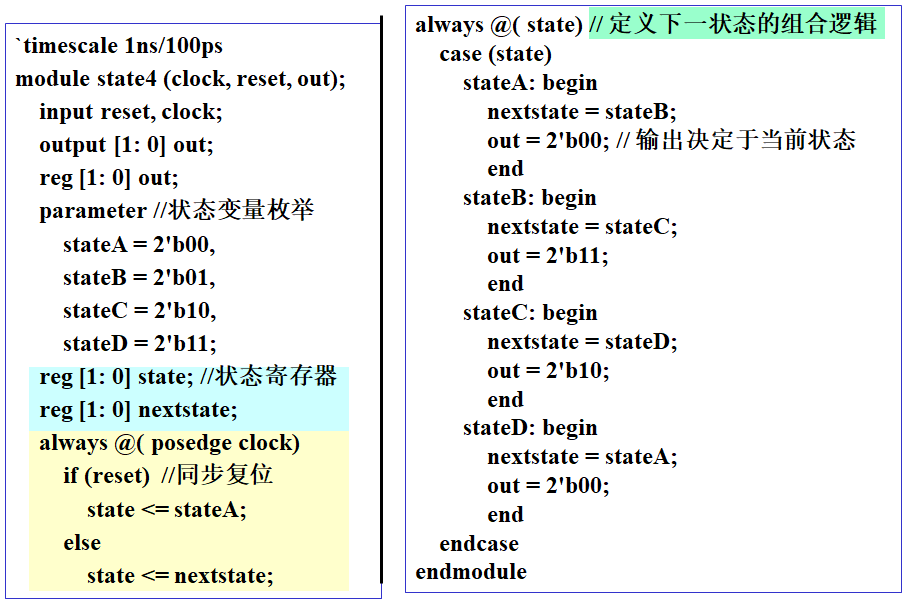 `timescale 1ns/100ps
module state4 (clock, reset, out);
input reset, clock;
output [1: 0] out;
reg [1: 0] out;
parameter //状态变量枚举
stateA = 2'b00,
stateB = 2'b01,
stateC = 2'b10,
stateD = 2'b11;
reg [1: 0] state; //状态寄存器
reg [1: 0] nextstate;
always @( posedge clock)
if (reset) //同步复位
state <= stateA;
else
state <= nextstate;
always @( state) // 定义下一状态的组合逻辑
case (state)
stateA: begin
nextstate = stateB;
out = 2'b00; // 输出决定于当前状态
end
stateB: begin
nextstate = stateC;
out = 2'b11;
end
stateC: begin
nextstate = stateD;
out = 2'b10;
end
stateD: begin
nextstate = stateA;
out = 2'b00;
end
endcase
endmodule